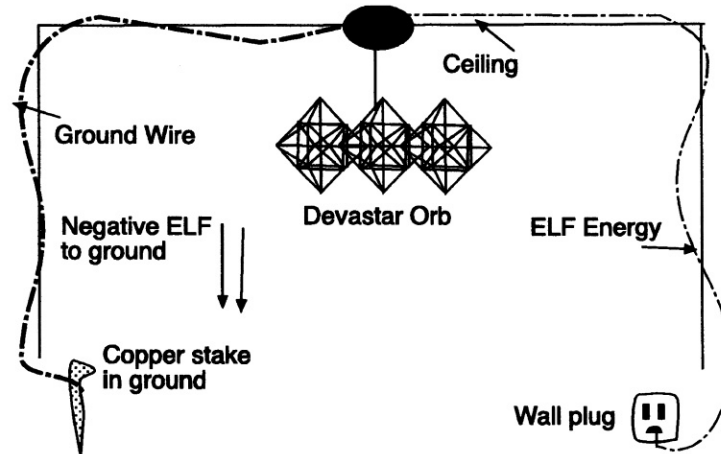 Ceiling
Ground Wire
Devastar Orb
Negative ELF
to ground
ELF Energy
Copper stake
in ground
Wall plug